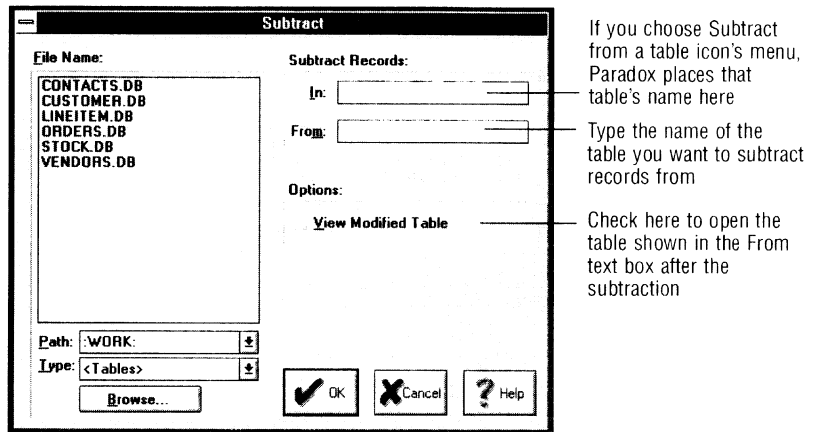 Subtract
File Name:
CONTACTS.DB
CUSTOMER.DB
LINEITEM.DB
ORDERS.DB
STOCK.DB
VENDORS.DB
Path: :WORK:
Type: <Tables>
Browse...
Subtract Records:
In:
From:
Options:
View Modified Table
OK
Cancel
? Help
If you choose Subtract
from a table icon's menu,
Paradox places that
table's name here
Type the name of the
table you want to subtract
records from
Check here to open the
table shown in the From
text box after the
subtraction